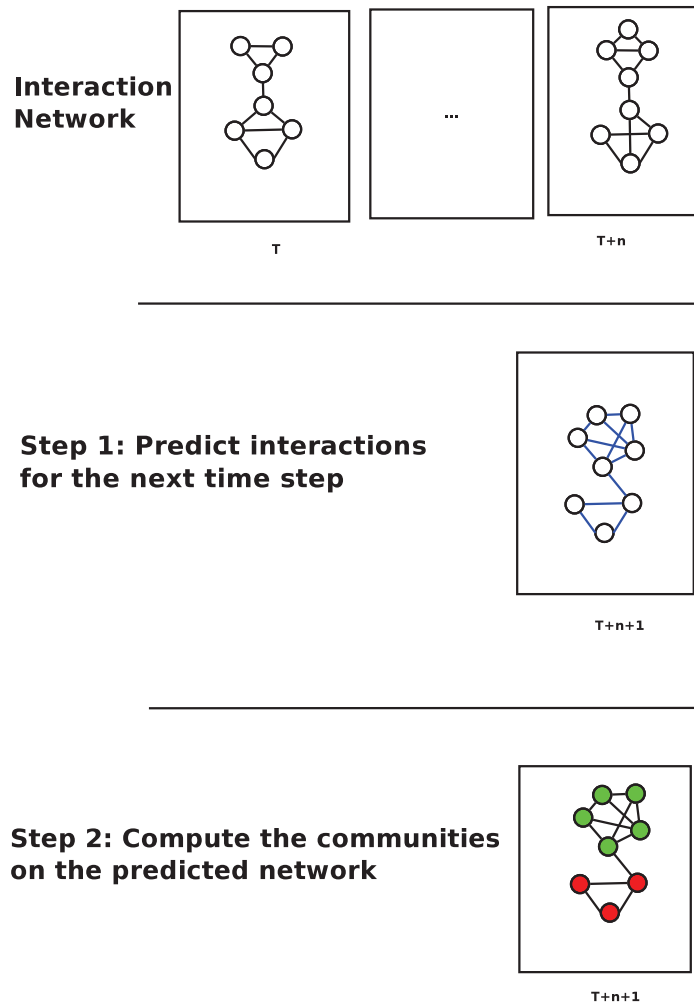 Interaction
Network
...
T
T+n
Step 1: Predict interactions
for the next time step
T+n+1
Step 2: Compute the communities
on the predicted network
T+n+1